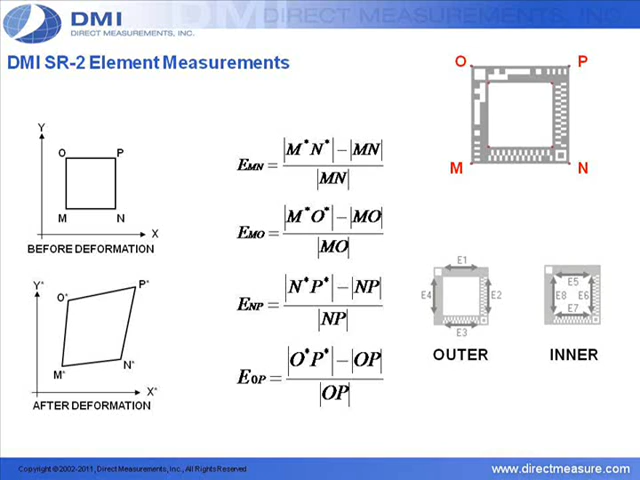 DMI
DIRECT MEASUREMENTS, INC.
DMI DIRECT MEASUREMENTS, INC.
DMI SR-2 Element Measurements
O P
M N
Y
O P
M N
X
BEFORE DEFORMATION
Y*
O* P*
M* N*
X*
AFTER DEFORMATION
E_MN = (|M*N*| − |MN|) / |MN|
E_MO = (|M*O*| − |MO|) / |MO|
E_NP = (|N*P*| − |NP|) / |NP|
E_OP = (|O*P*| − |OP|) / |OP|
E1
E4 E2
E3
OUTER
E5
E8 E6
E7
INNER
Copyright © 2002-2011, Direct Measurements, Inc., All Rights Reserved
www.directmeasure.com